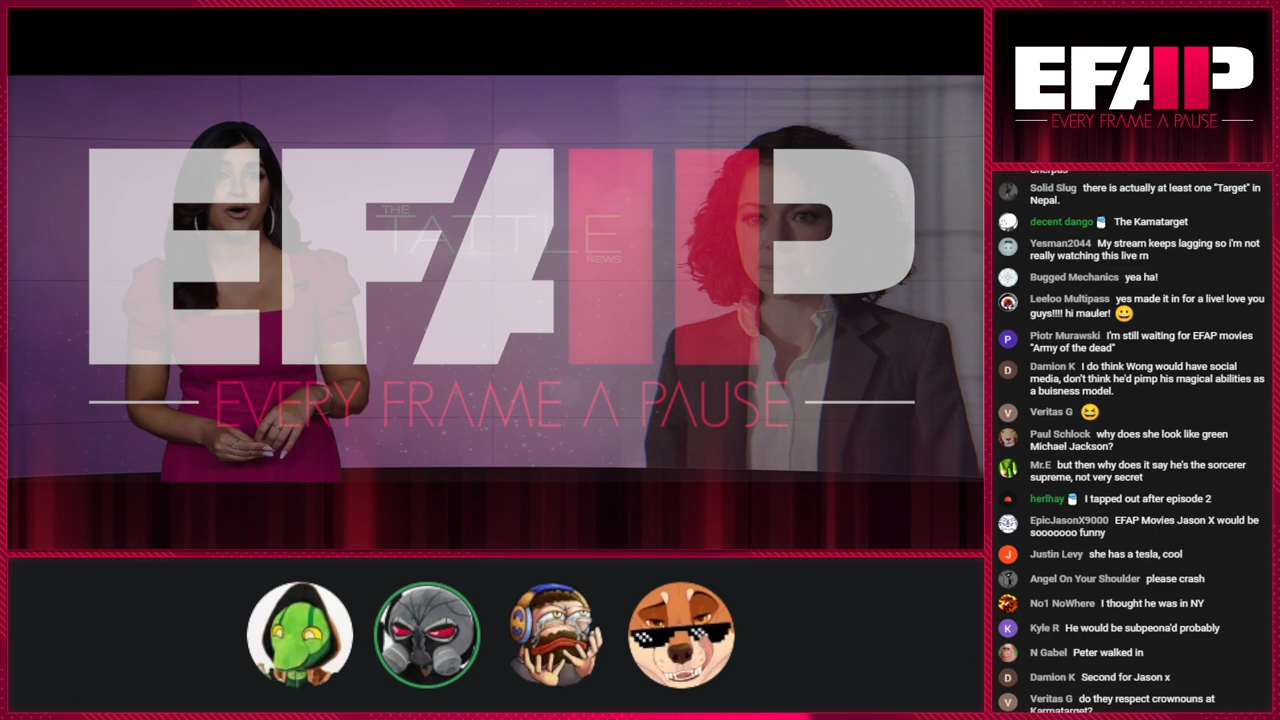 EFAP
THE
TATTLE
NEWS
EVERY FRAME A PAUSE
EFAP
EVERY FRAME A PAUSE
Sherpas
Solid Slug there is actually at least one "Target" in
Nepal.
decent dango The Kamatarget
Yesman2044 My stream keeps lagging so i'm not
really watching this live rn
Bugged Mechanics yea ha!
Leeloo Multipass yes made it in for a live! love you
guys!!!! hi mauler!
P
Piotr Murawski I'm still waiting for EFAP movies
"Army of the dead"
D
Damion K I do think Wong would have social
media, don't think he'd pimp his magical abilities as
a buisness model.
V
Veritas G
Paul Schlock why does she look like green
Michael Jackson?
Mr.E but then why does it say he's the sorcerer
supreme, not very secret
herlhay I tapped out after episode 2
EpicJasonX9000 EFAP Movies Jason X would be
sooooooo funny
J
Justin Levy she has a tesla, cool
Angel On Your Shoulder please crash
No1 NoWhere I thought he was in NY
K
Kyle R He would be subpeona'd probably
N Gabel Peter walked in
D
Damion K Second for Jason x
V
Veritas G do they respect crownouns at
Karmatarget?